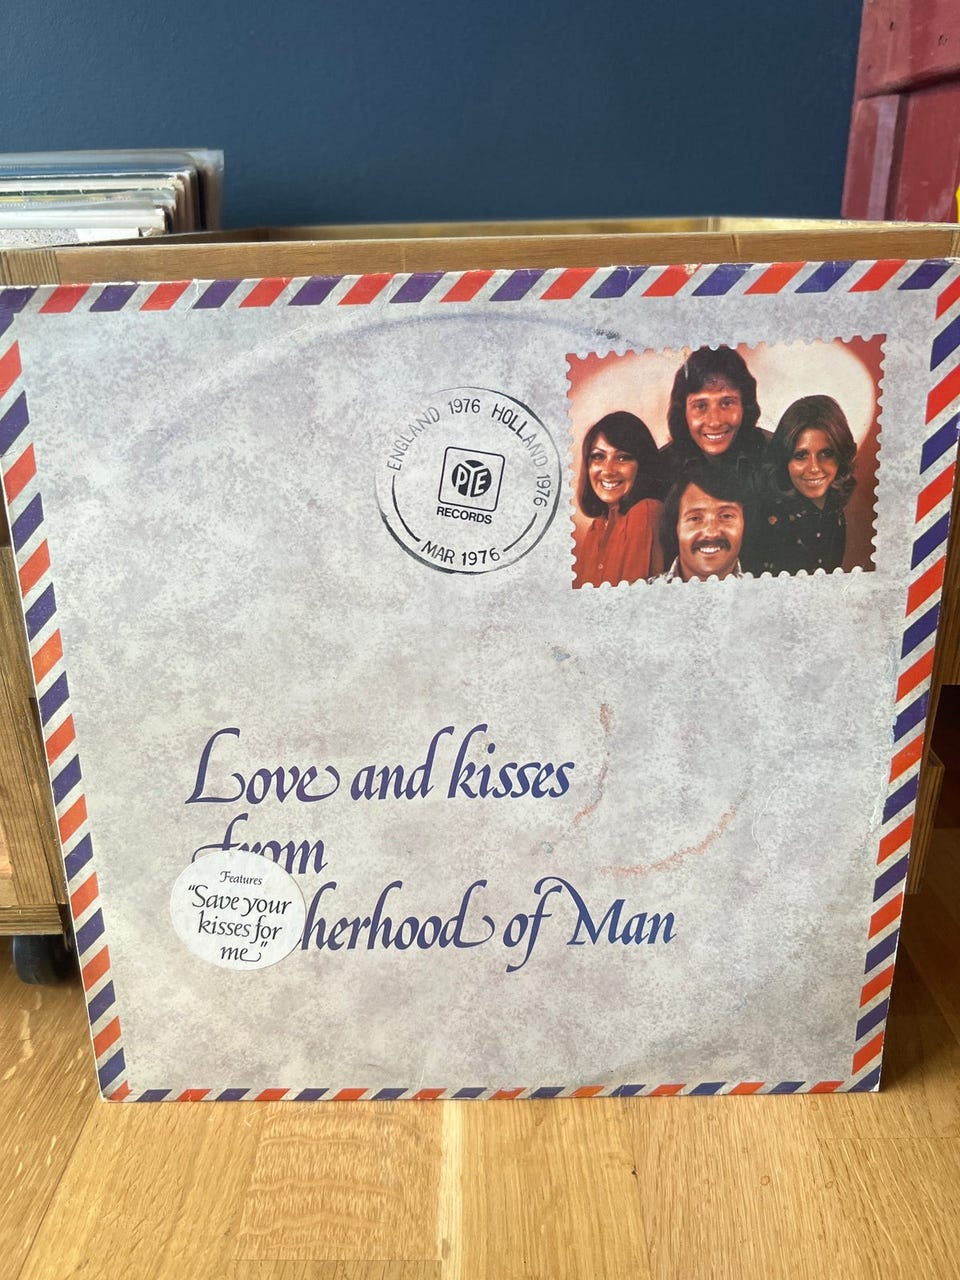 ENGLAND 1976 HOLLAND 1976
PYE
RECORDS
MAR 1976
Love and kisses
from
herhood of Man
Features
"Save your
kisses for
me"